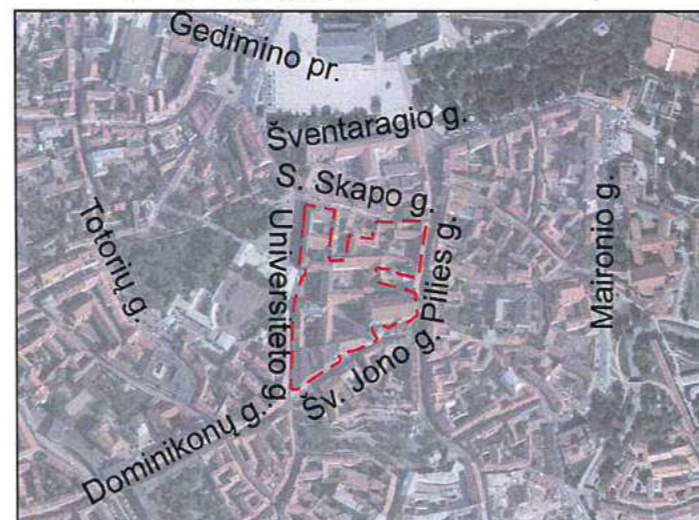 Gedimino pr.
Šventaragio g.
S. Skapo g.
Totorių g.
Universiteto g.
Pilies g.
Maironio g.
Šv. Jono g.
Dominikonų g.